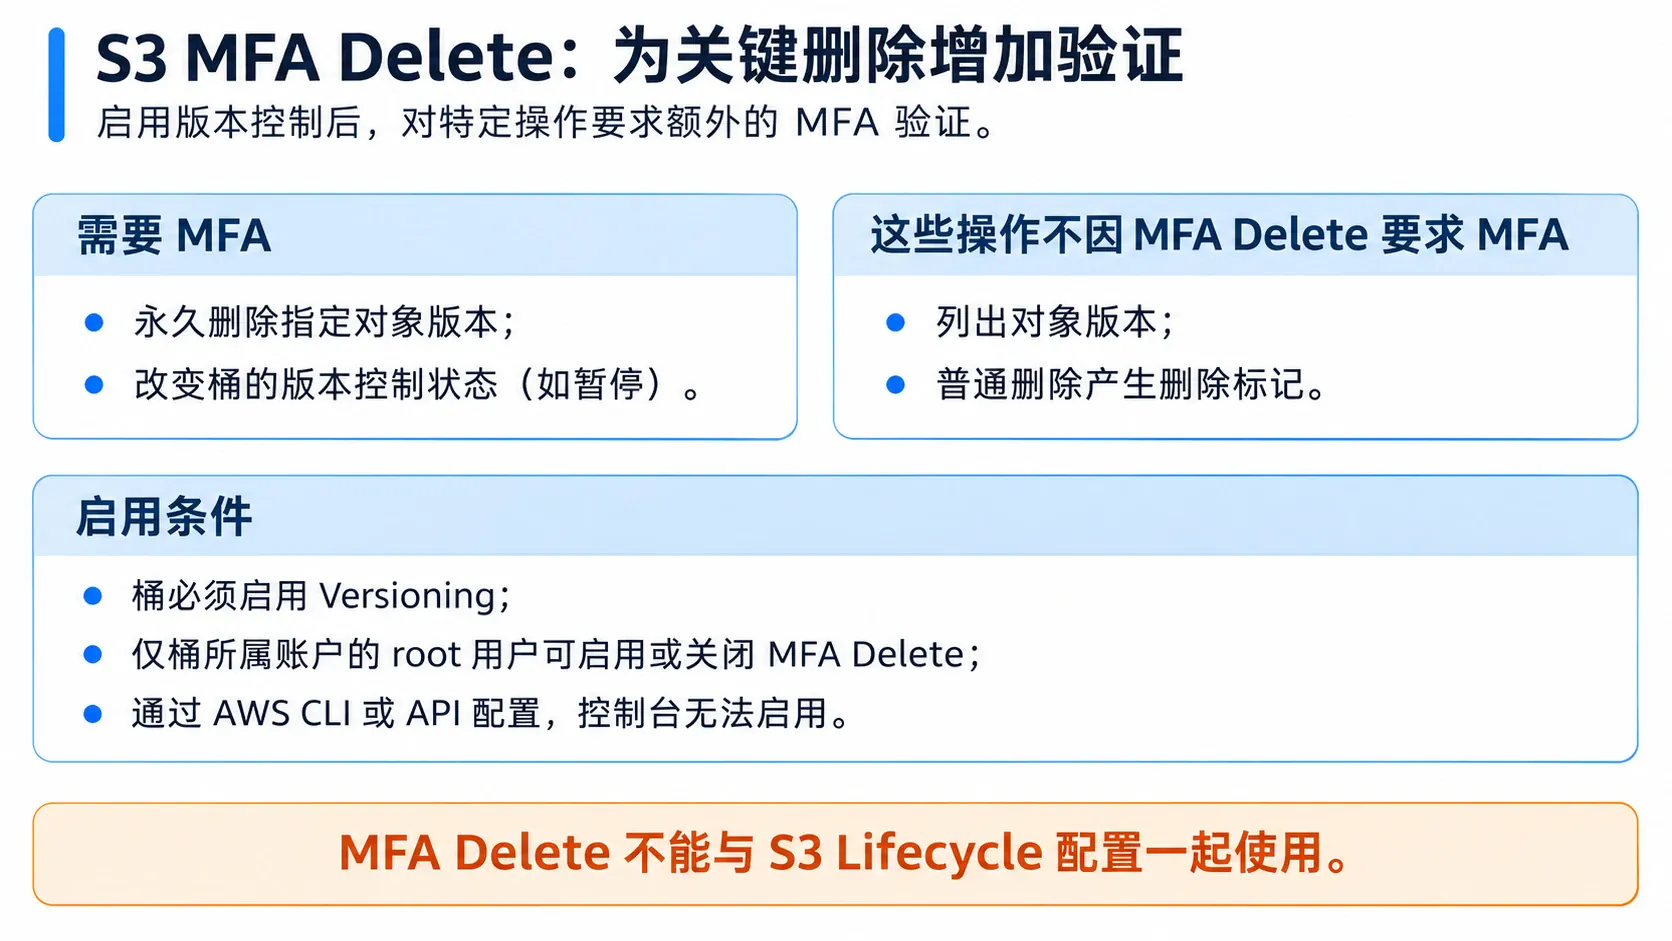 S3 MFA Delete：为关键删除增加验证
启用版本控制后，对特定操作要求额外的 MFA 验证。
需要 MFA
永久删除指定对象版本；
改变桶的版本控制状态（如暂停）。
这些操作不因 MFA Delete 要求 MFA
列出对象版本；
普通删除产生删除标记。
启用条件
桶必须启用 Versioning；
仅桶所属账户的 root 用户可启用或关闭 MFA Delete；
通过 AWS CLI 或 API 配置，控制台无法启用。
MFA Delete 不能与 S3 Lifecycle 配置一起使用。